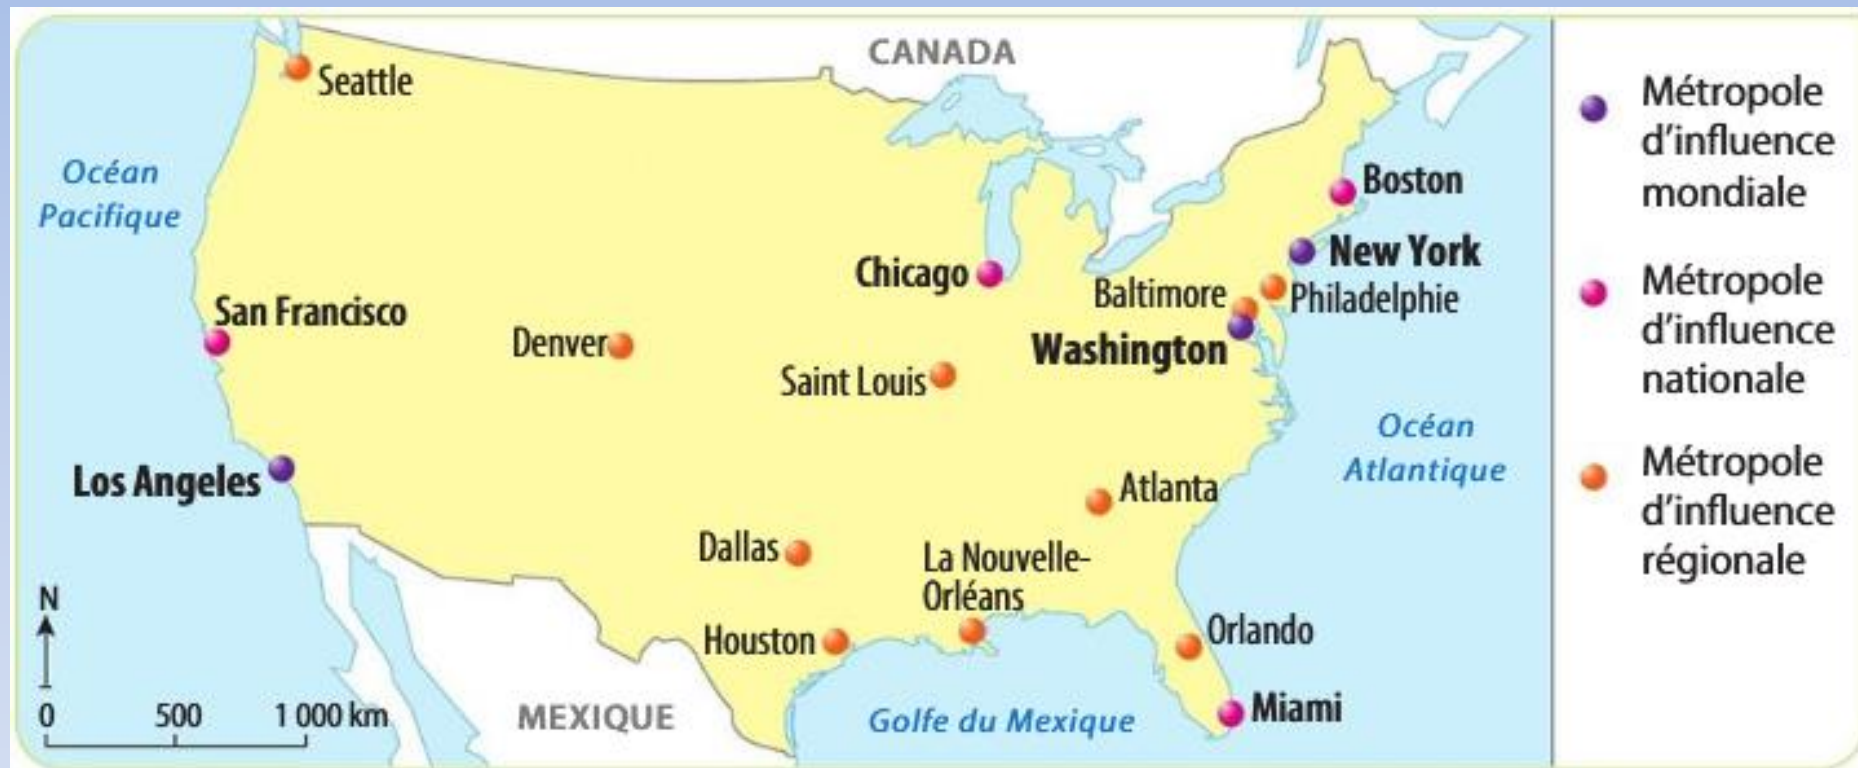 CANADA
Seattle
Océan
Pacifique
Boston
New York
Chicago
Baltimore
Philadelphie
San Francisco
Denver
Washington
Saint Louis
Océan
Atlantique
Los Angeles
Atlanta
Dallas
La Nouvelle-
Orléans
Houston
Orlando
Miami
MEXIQUE
Golfe du Mexique
N
0 500 1 000 km
Métropole
d'influence
mondiale
Métropole
d'influence
nationale
Métropole
d'influence
régionale